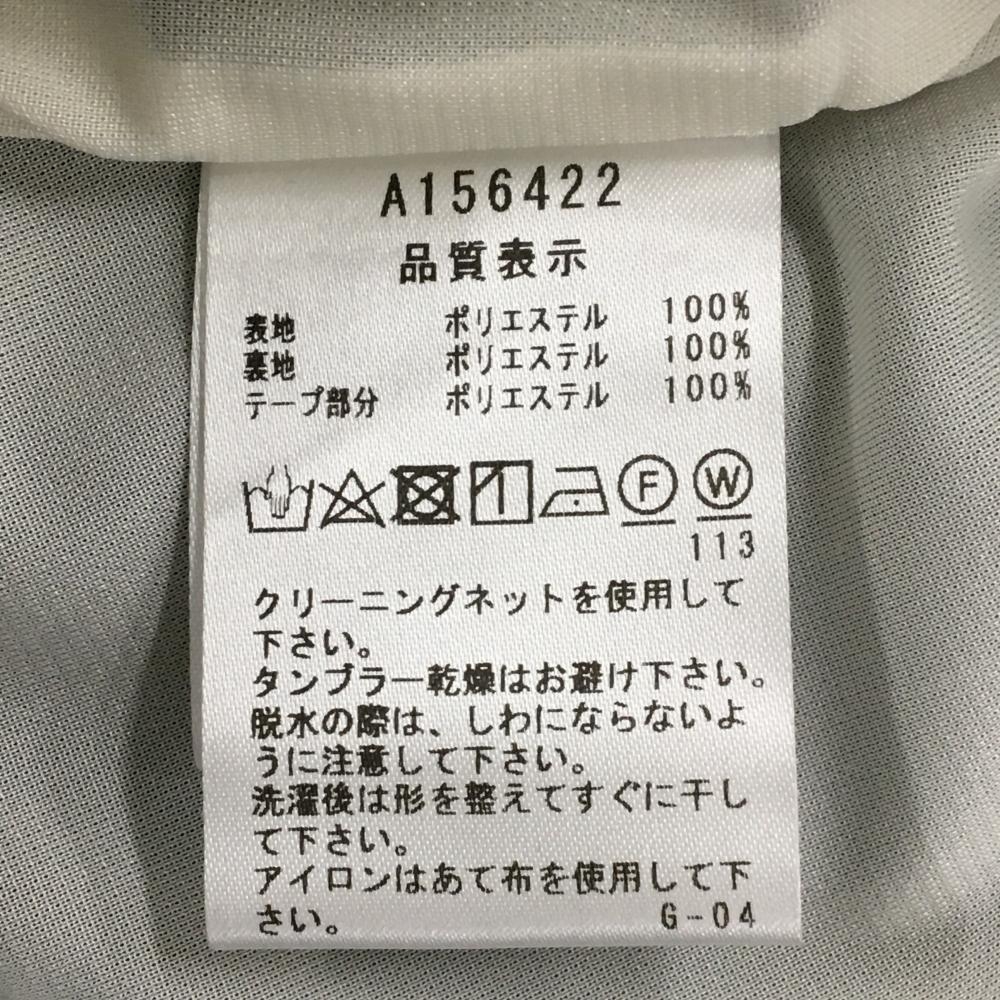 A156422
品質表示
表地 ポリエステル 100%
裏地 ポリエステル 100%
テープ部分 ポリエステル 100%
F W
113
クリーニングネットを使用して
下さい。
タンブラー乾燥はお避け下さい。
脱水の際は、しわにならないよ
うに注意して下さい。
洗濯後は形を整えてすぐに干し
て下さい。
アイロンはあて布を使用して下
さい。 G-04